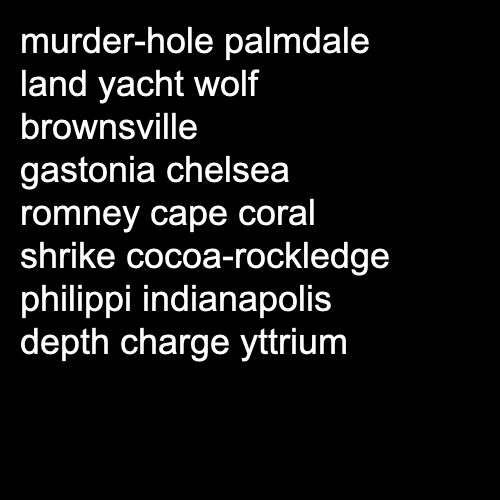 murder-hole palmdale
land yacht wolf
brownsville
gastonia chelsea
romney cape coral
shrike cocoa-rockledge
philippi indianapolis
depth charge yttrium